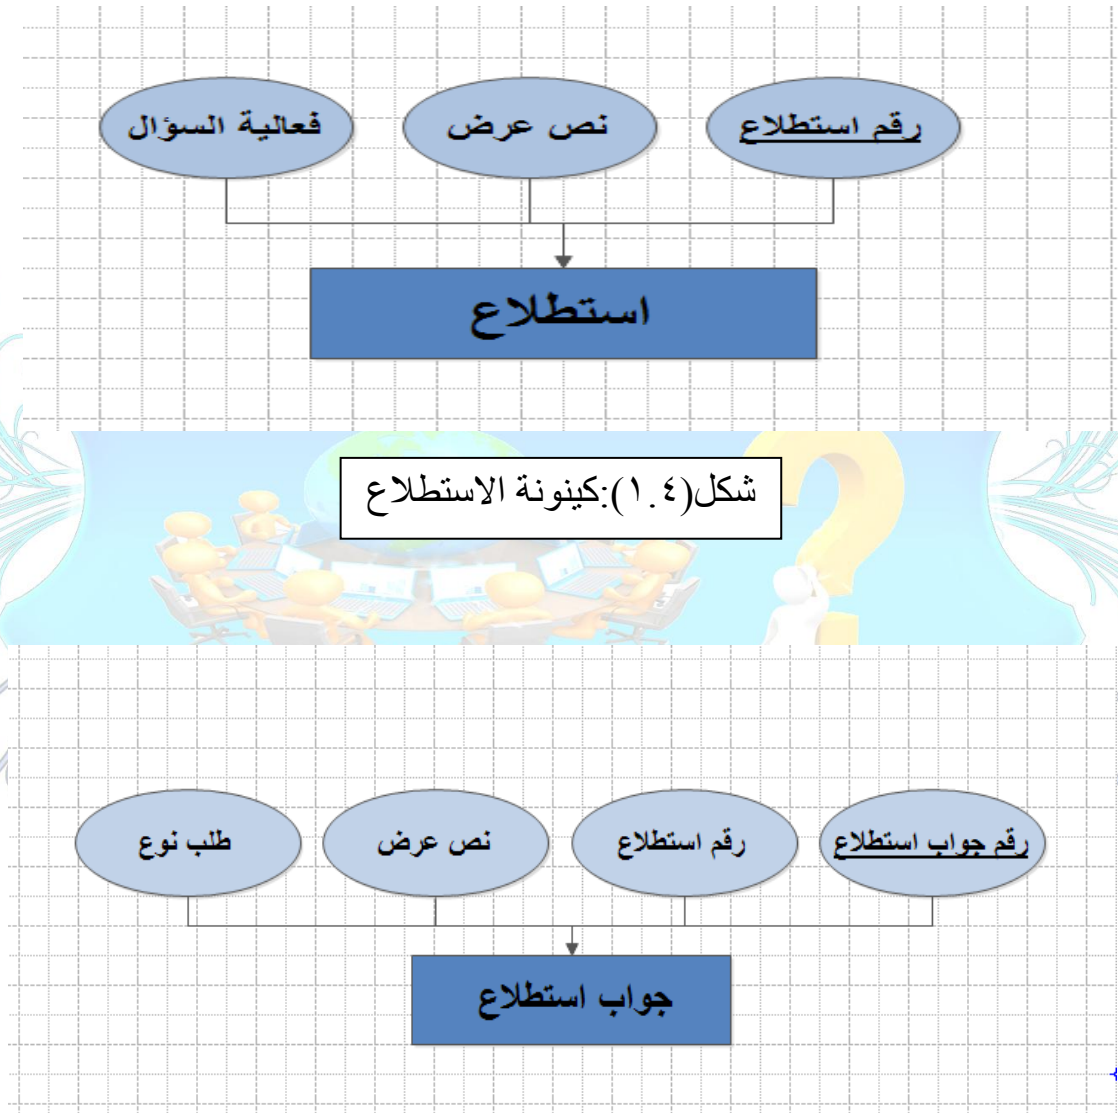 رقم استطلاع
نص عرض
فعالية السؤال
استطلاع
شكل(١.٤):كينونة الاستطلاع
رقم جواب استطلاع
رقم استطلاع
نص عرض
طلب نوع
جواب استطلاع